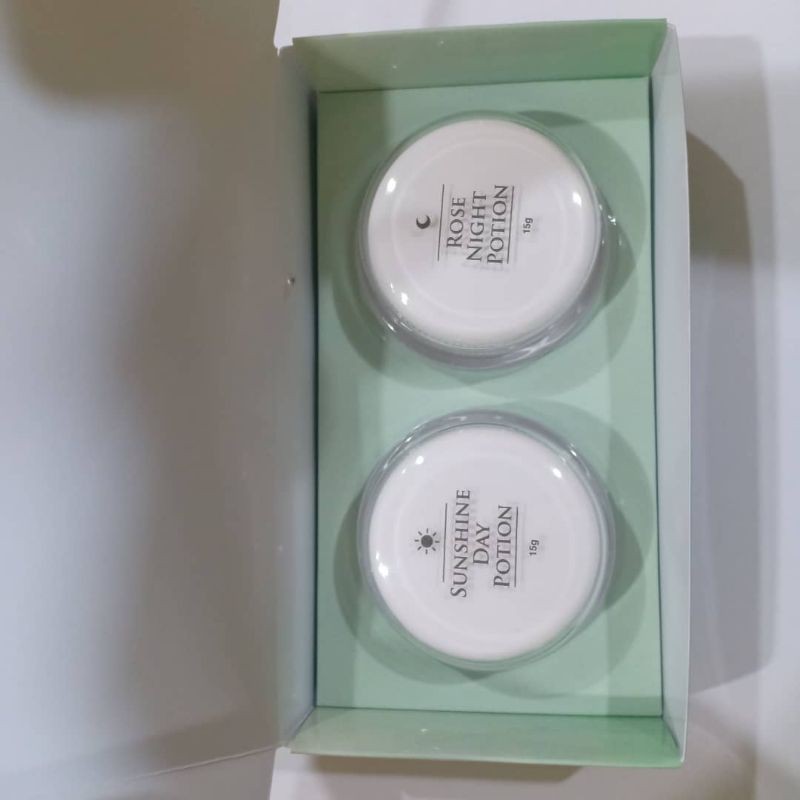 ROSE
NIGHT
POTION
15g
SUNSHINE
DAY
POTION
15g